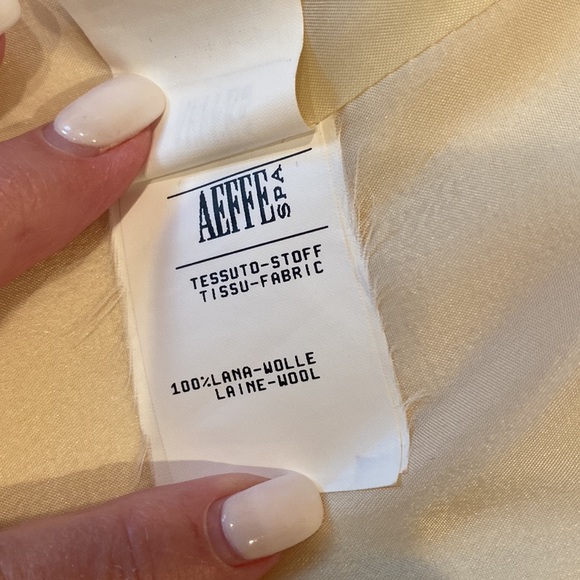 AEFFE SPA
TESSUTO-STOFF
TISSU-FABRIC
100%LANA-WOLLE
LAINE-WOOL